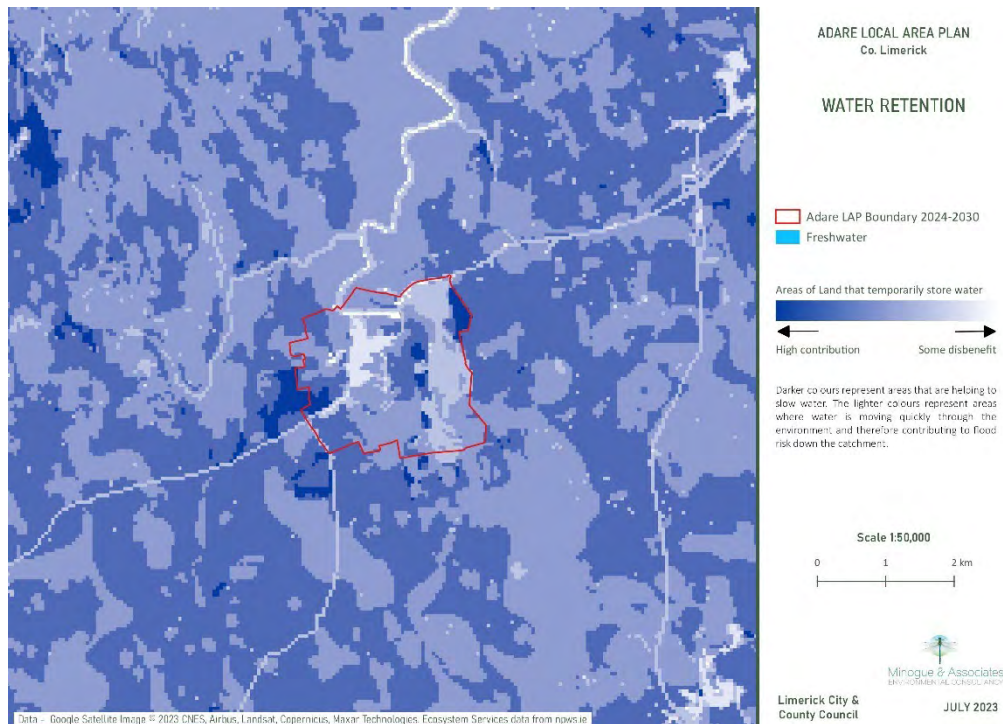 ADARE LOCAL AREA PLAN
Co. Limerick
WATER RETENTION
Adare LAP Boundary 2024-2030
Freshwater
Areas of Land that temporarily store water
High contribution
Some disbenefit
Darker colours represent areas that are helping to
slow water. The lighter colours represent areas
where water is moving quickly through the
environment and therefore contributing to flood
risk down the catchment.
Scale 1:50,000
0 1 2 km
Minogue & Associates
ENVIRONMENTAL CONSULTANCY
Limerick City &
County Council
JULY 2023
Data - Google Satellite Image © 2023 CNES, Airbus, Landsat, Copernicus, Maxar Technologies. Ecosystem Services data from npws.ie